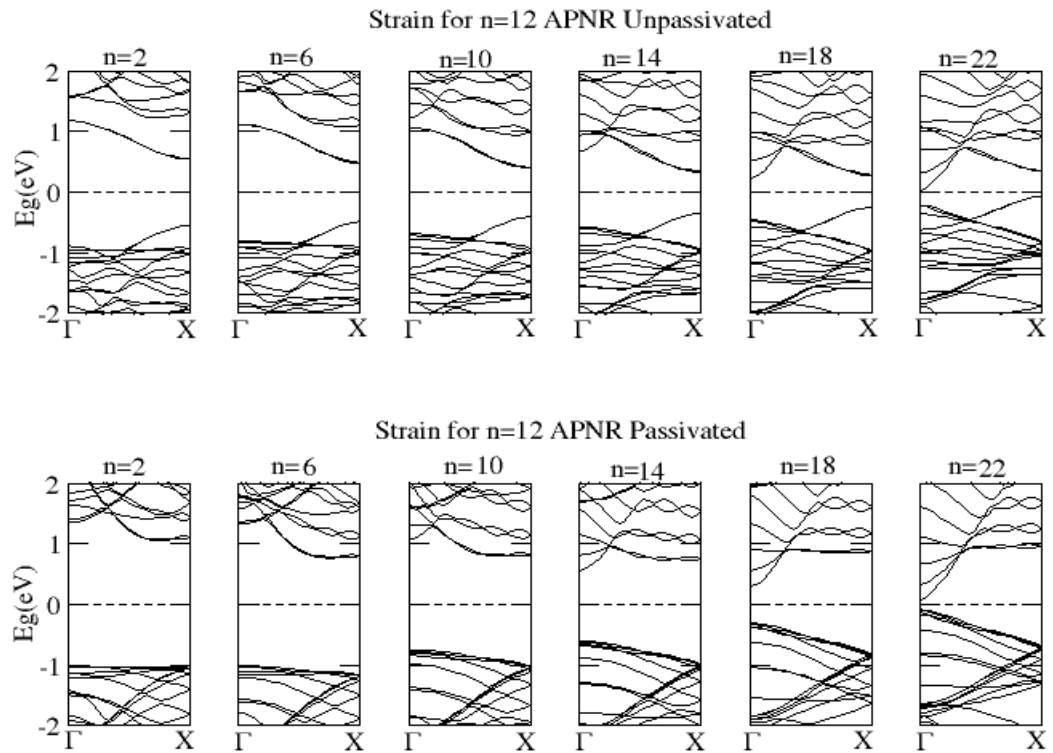 Strain for n=12 APNR Unpassivated
n=2 n=6 n=10 n=14 n=18 n=22
2
1
0
-1
-2
Eg(eV)
Γ X Γ X Γ X Γ X Γ X Γ X
Strain for n=12 APNR Passivated
n=2 n=6 n=10 n=14 n=18 n=22
2
1
0
-1
-2
Eg(eV)
Γ X Γ X Γ X Γ X Γ X Γ X